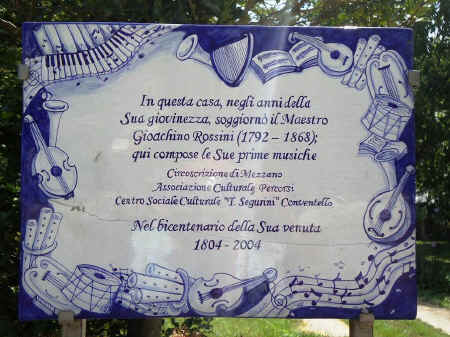 In questa casa, negli anni della
Sua giovinezza, soggiornò il Maestro
Gioachino Rossini (1792 - 1868);
qui compose le Sue prime musiche
Circoscrizione di Mezzano
Associazione Culturale Percorsi
Centro Sociale Culturale "T. Segurini" Conventello
Nel bicentenario della Sua venuta
1804 - 2004